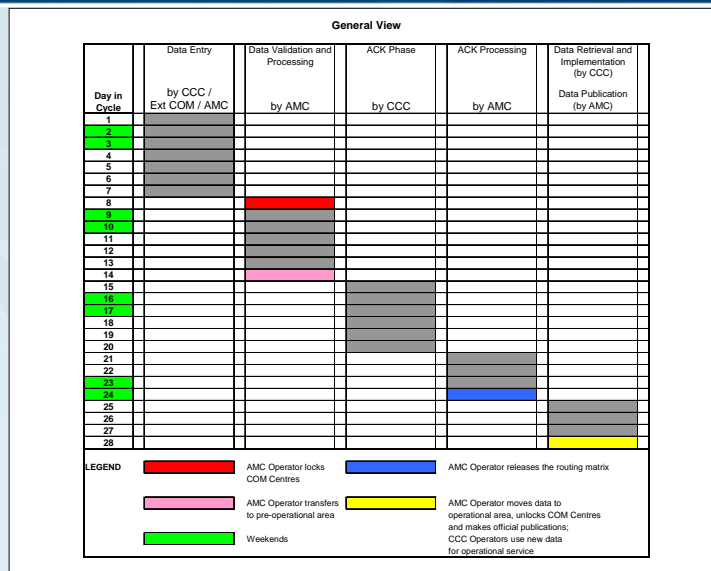 General View
Data Entry
Data Validation and
Processing
ACK Phase
ACK Processing
Data Retrieval and
Implementation
(by CCC)
Day in
Cycle
by CCC /
Ext COM / AMC
by AMC
by CCC
by AMC
Data Publication
(by AMC)
1
2
3
4
5
6
7
8
9
10
11
12
13
14
15
16
17
18
19
20
21
22
23
24
25
26
27
28
LEGEND
AMC Operator locks
COM Centres
AMC Operator releases the routing matrix
AMC Operator transfers
to pre-operational area
AMC Operator moves data to
operational area, unlocks COM Centres
and makes official publications;
CCC Operators use new data
for operational service
Weekends